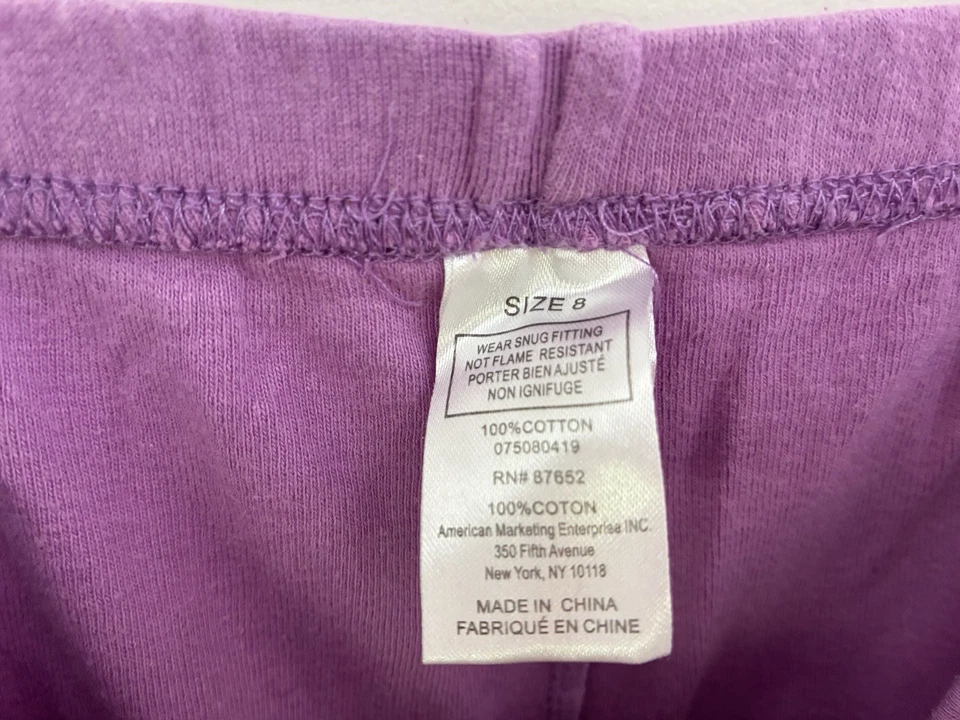 SIZE 8
WEAR SNUG FITTING
NOT FLAME RESISTANT
PORTER BIEN AJUSTÉ
NON IGNIFUGE
100%COTTON
075080419
RN# 87652
100%COTON
American Marketing Enterprise INC.
350 Fifth Avenue
New York, NY 10118
MADE IN CHINA
FABRIQUÉ EN CHINE